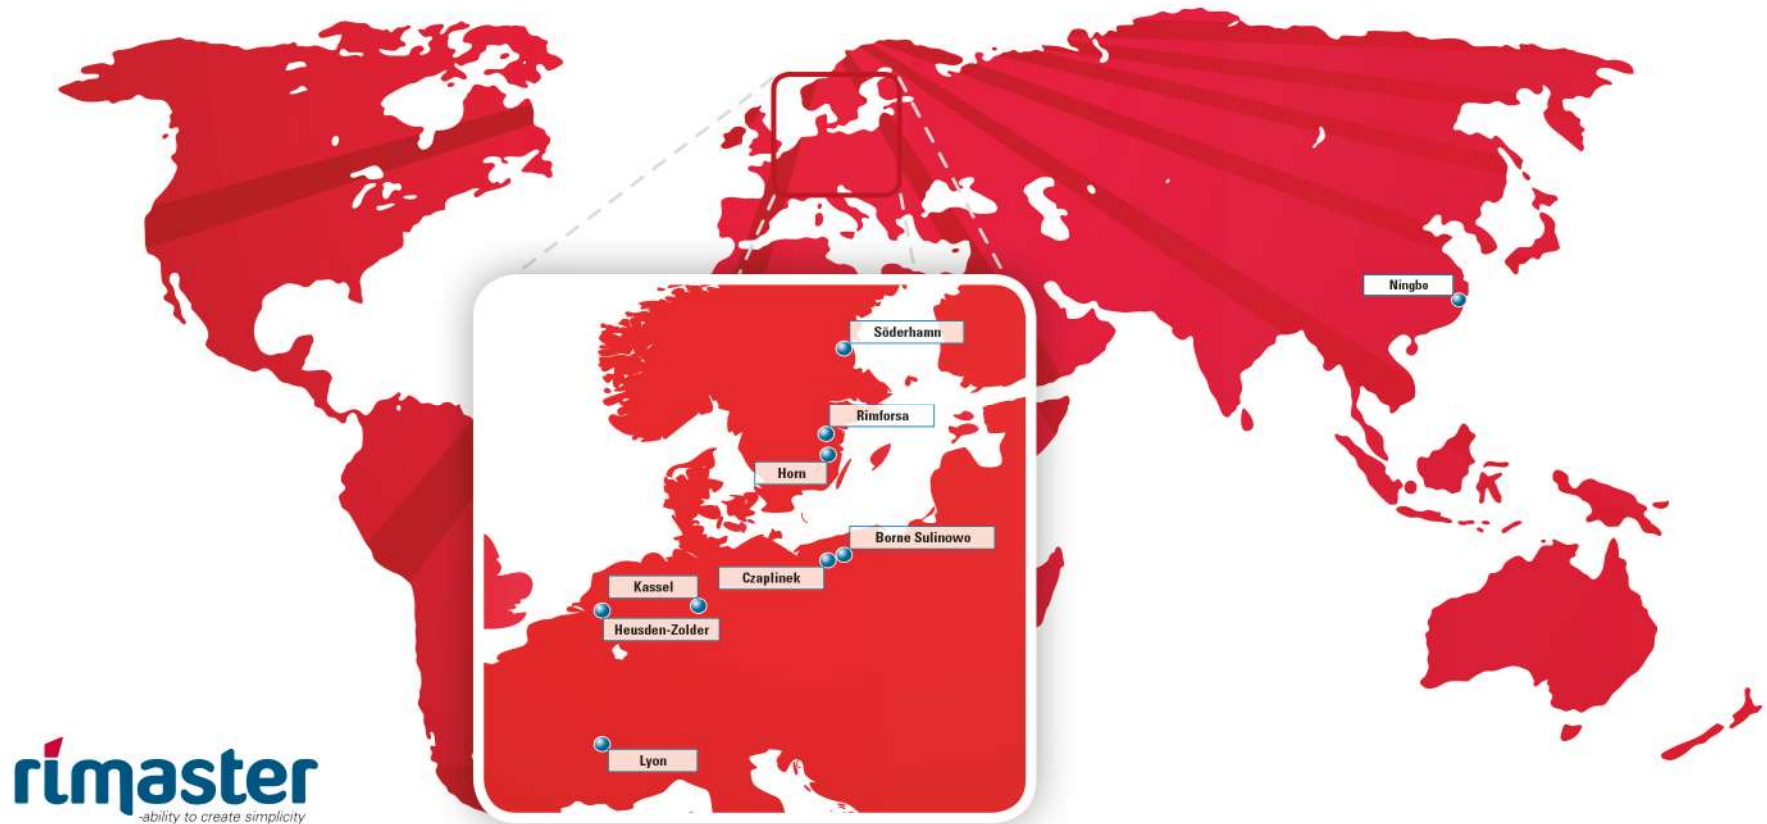 Ningbo
Söderhamn
Rimforsa
Horn
Borne Sulinowo
Czaplinek
Kassel
Heusden-Zolder
Lyon
rimaster
-ability to create simplicity